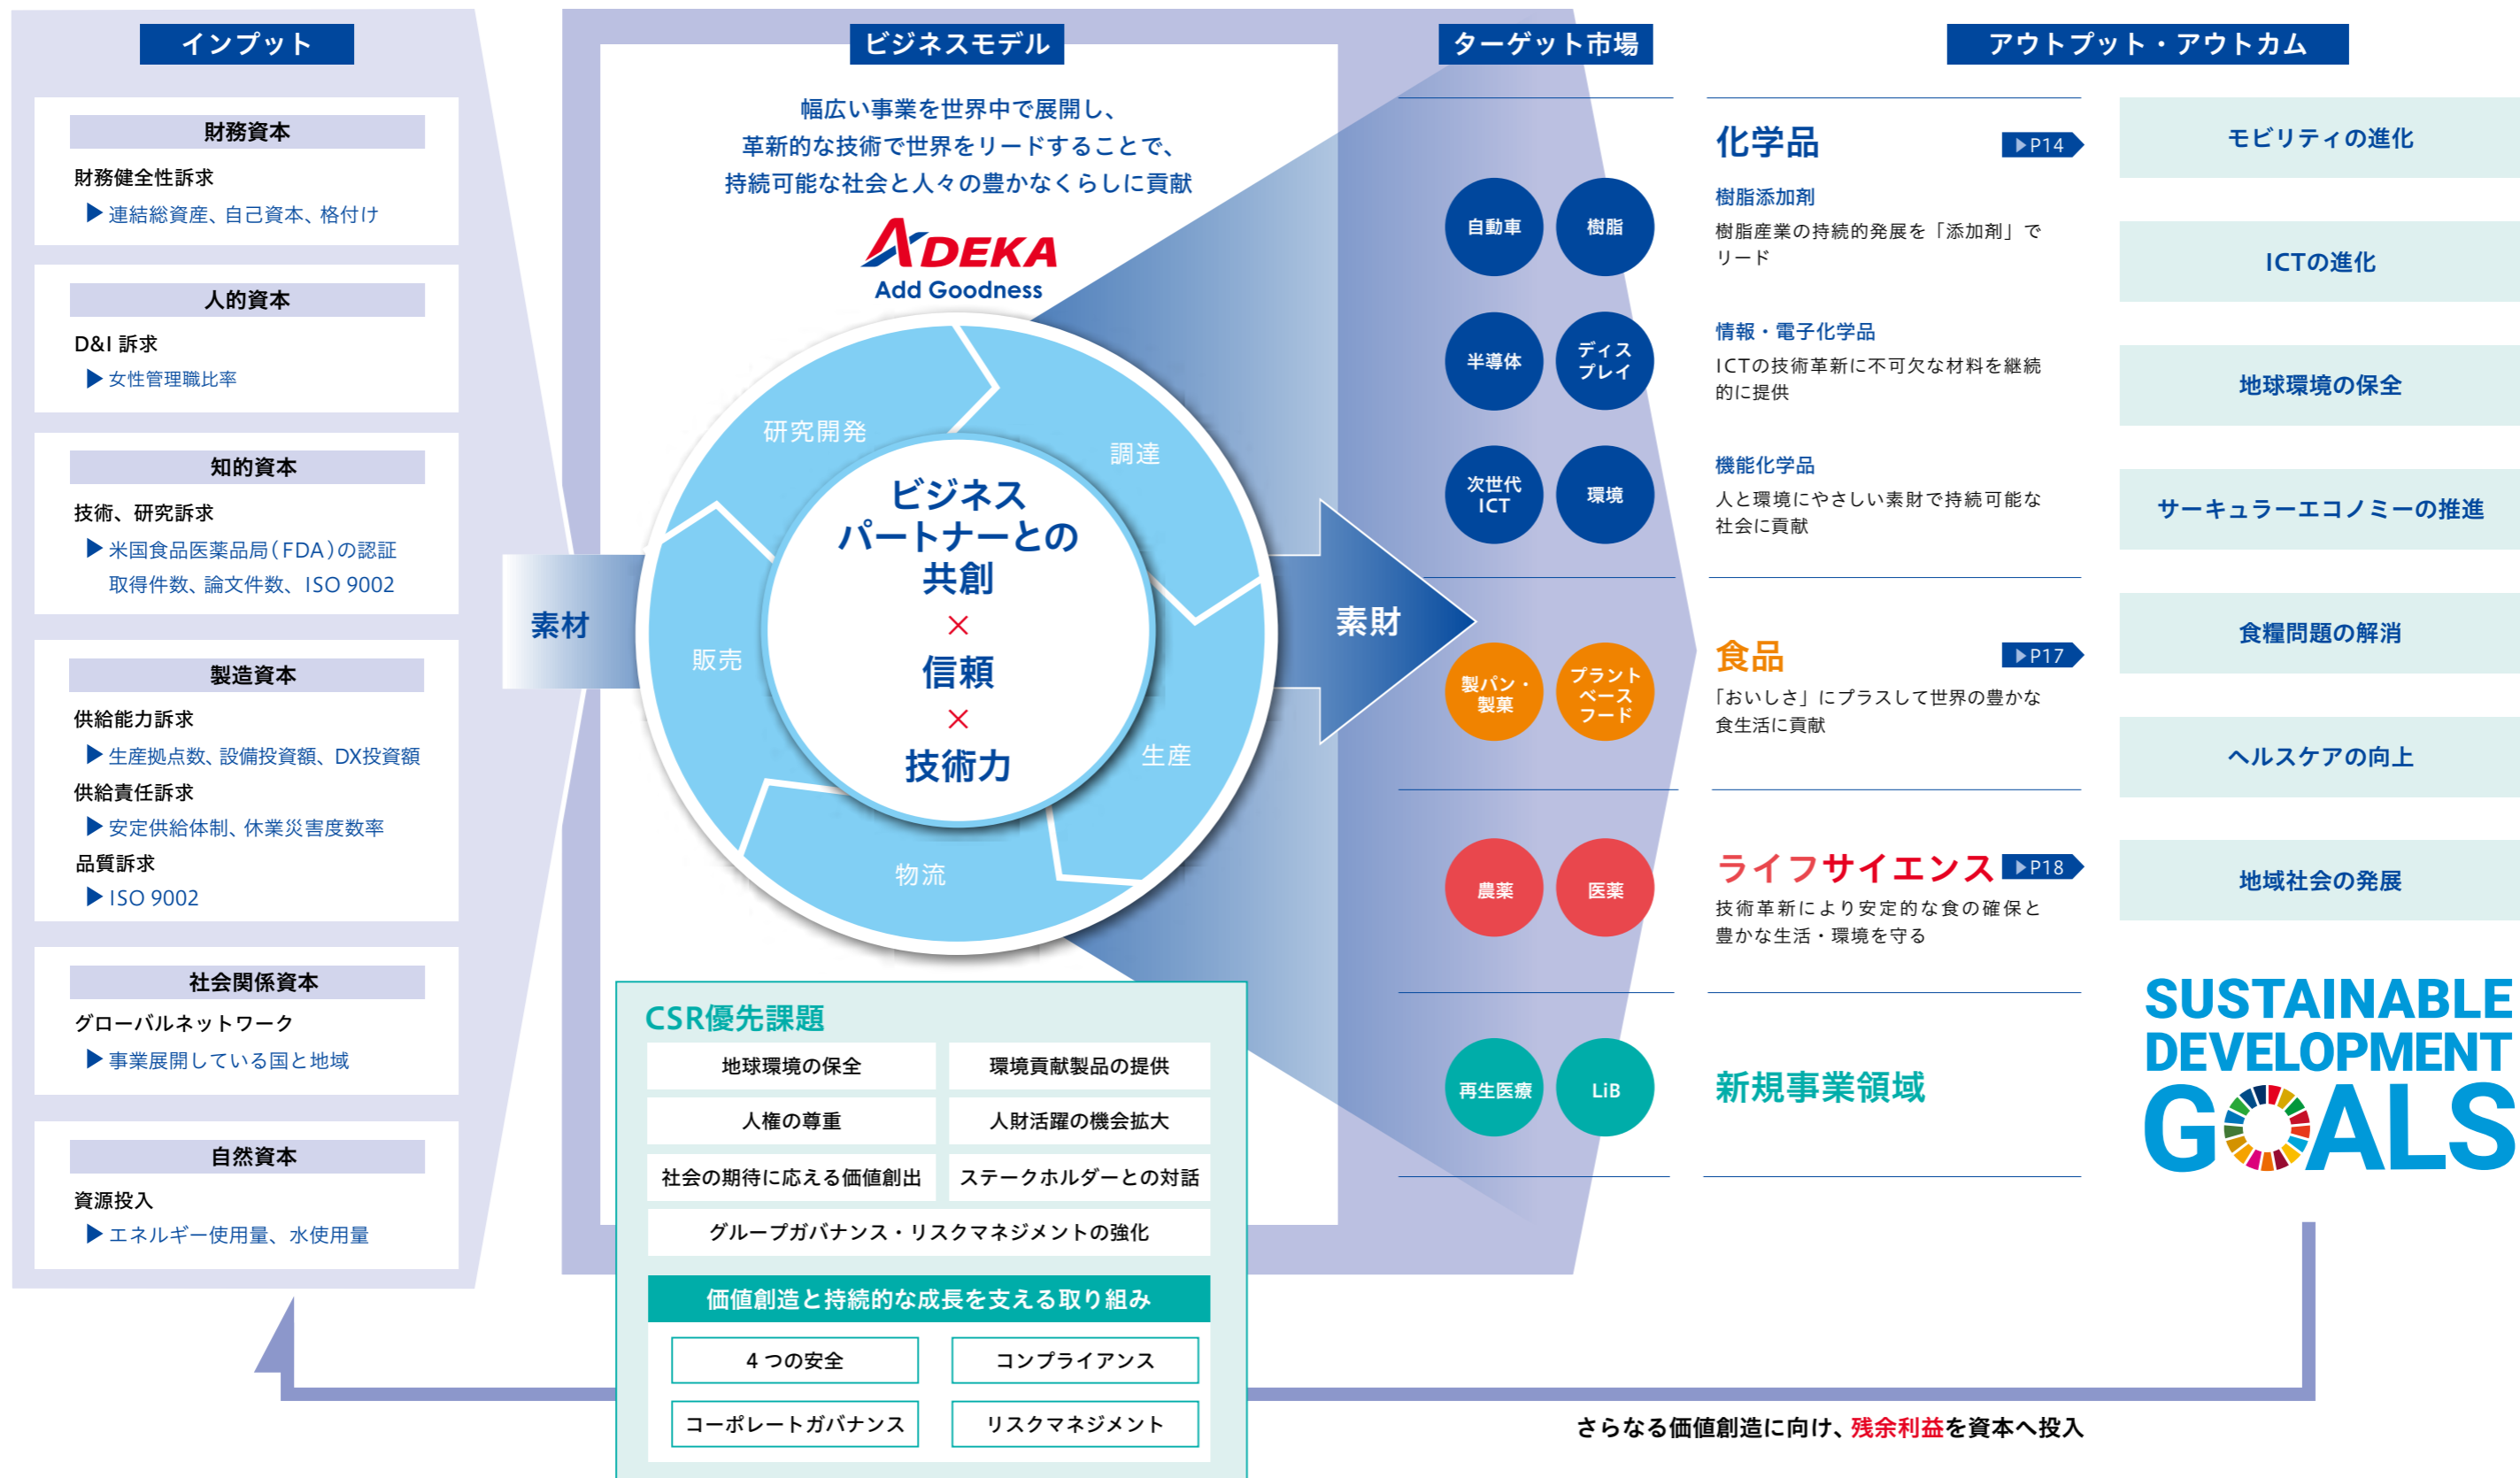 インプット
財務資本
財務健全性訴求
▶連結総資産、自己資本、格付け
人的資本
D&I 訴求
▶女性管理職比率
知的資本
技術、研究訴求
▶米国食品医薬品局（FDA）の認証
取得件数、論文件数、ISO 9002
製造資本
供給能力訴求
▶生産拠点数、設備投資額、DX投資額
供給責任訴求
▶安定供給体制、休業災害度数率
品質訴求
▶ISO 9002
社会関係資本
グローバルネットワーク
▶事業展開している国と地域
自然資本
資源投入
▶エネルギー使用量、水使用量
素材
ビジネスモデル
幅広い事業を世界中で展開し、
革新的な技術で世界をリードすることで、
持続可能な社会と人々の豊かなくらしに貢献
ADEKA
Add Goodness
研究開発
調達
生産
物流
販売
ビジネス
パートナーとの
共創
×
信頼
×
技術力
素財
CSR優先課題
地球環境の保全
環境貢献製品の提供
人権の尊重
人財活躍の機会拡大
社会の期待に応える価値創出
ステークホルダーとの対話
グループガバナンス・リスクマネジメントの強化
価値創造と持続的な成長を支える取り組み
4 つの安全
コンプライアンス
コーポレートガバナンス
リスクマネジメント
ターゲット市場
自動車
樹脂
半導体
ディス
プレイ
次世代
ICT
環境
製パン・
製菓
プラント
ベース
フード
農薬
医薬
再生医療
LiB
アウトプット・アウトカム
化学品
▶P14
樹脂添加剤
樹脂産業の持続的発展を「添加剤」で
リード
情報・電子化学品
ICTの技術革新に不可欠な材料を継続
的に提供
機能化学品
人と環境にやさしい素財で持続可能な
社会に貢献
食品
▶P17
「おいしさ」にプラスして世界の豊かな
食生活に貢献
ライフサイエンス
▶P18
技術革新により安定的な食の確保と
豊かな生活・環境を守る
新規事業領域
モビリティの進化
ICTの進化
地球環境の保全
サーキュラーエコノミーの推進
食糧問題の解消
ヘルスケアの向上
地域社会の発展
SUSTAINABLE
DEVELOPMENT
GOALS
さらなる価値創造に向け、残余利益を資本へ投入